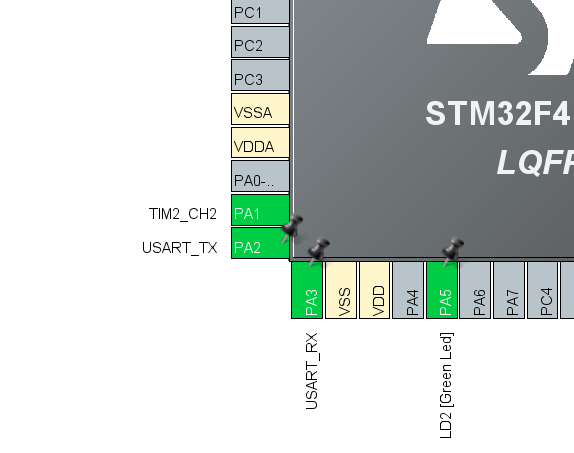 PC1
PC2
PC3
VSSA
VDDA
PA0-..
TIM2_CH2 PA1
USART_TX PA2
STM32F4
LQFP
PA3
VSS
VDD
PA4
PA5
PA6
PA7
PC4
USART_RX
LD2 [Green Led]